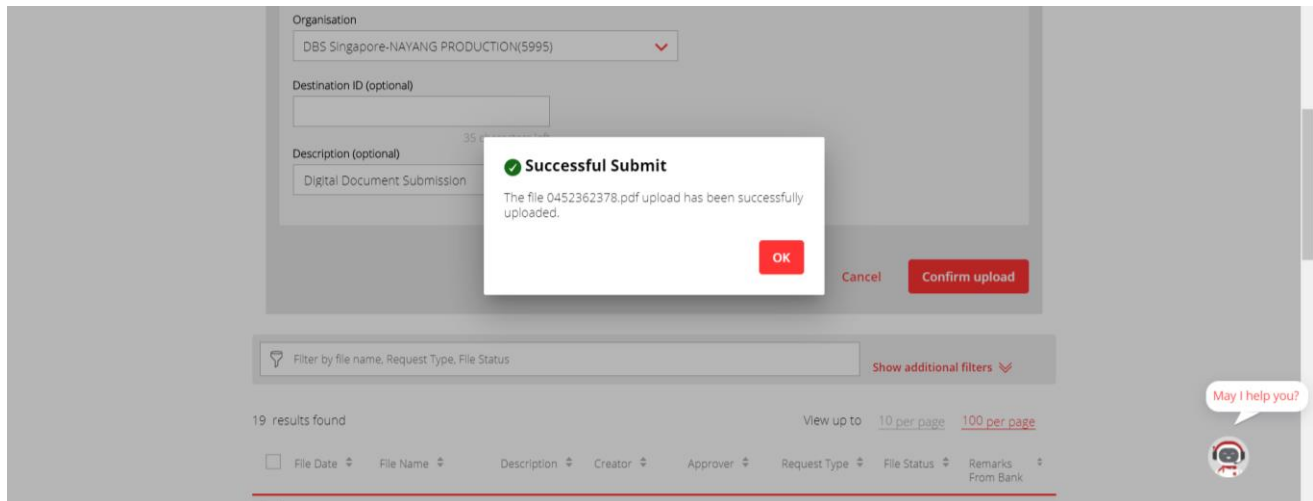 Organisation
DBS Singapore-NAYANG PRODUCTION(5995)
Destination ID (optional)
35 characters left
Description (optional)
Digital Document Submission
Successful Submit
The file 0452362378.pdf upload has been successfully
uploaded.
OK
Cancel
Confirm upload
Filter by file name, Request Type, File Status
Show additional filters
May I help you?
19 results found
View up to 10 per page 100 per page
File Date File Name Description Creator Approver Request Type File Status Remarks
From Bank